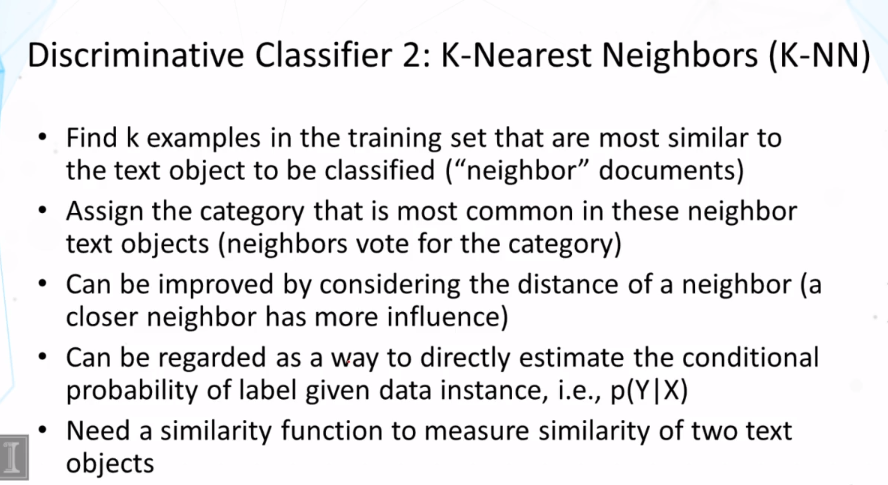 Discriminative Classifier 2: K-Nearest Neighbors (K-NN)
• Find k examples in the training set that are most similar to
the text object to be classified (“neighbor” documents)
• Assign the category that is most common in these neighbor
text objects (neighbors vote for the category)
• Can be improved by considering the distance of a neighbor (a
closer neighbor has more influence)
• Can be regarded as a way to directly estimate the conditional
probability of label given data instance, i.e., p(Y|X)
• Need a similarity function to measure similarity of two text
objects
I